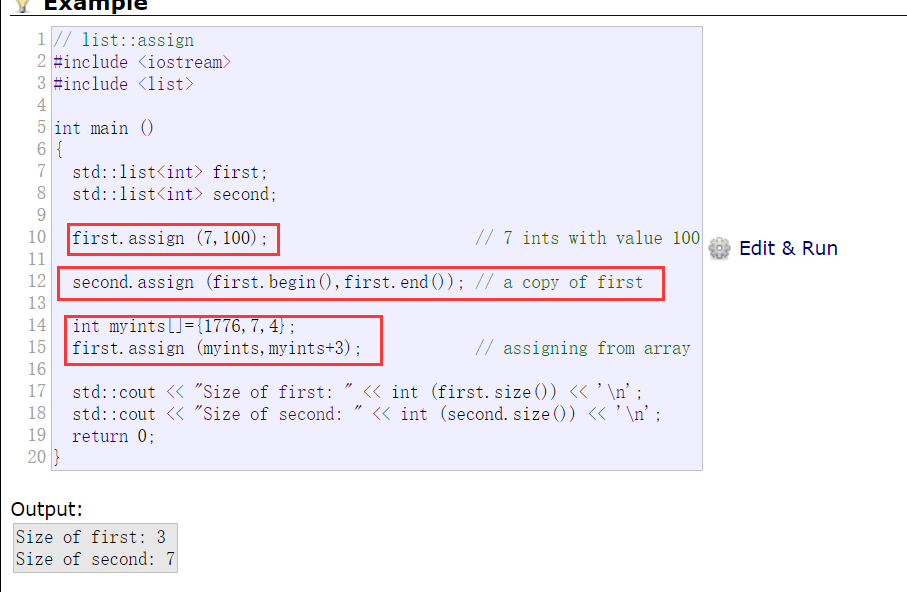 Example
1 // list::assign
2 #include <iostream>
3 #include <list>
4
5 int main ()
6 {
7   std::list<int> first;
8   std::list<int> second;
9
10   first.assign (7,100);                      // 7 ints with value 100
11
12   second.assign (first.begin(),first.end()); // a copy of first
13
14   int myints[]={1776,7,4};
15   first.assign (myints,myints+3);            // assigning from array
16
17   std::cout << "Size of first: " << int (first.size()) << '\n';
18   std::cout << "Size of second: " << int (second.size()) << '\n';
19   return 0;
20 }
Edit & Run
Output:
Size of first: 3
Size of second: 7